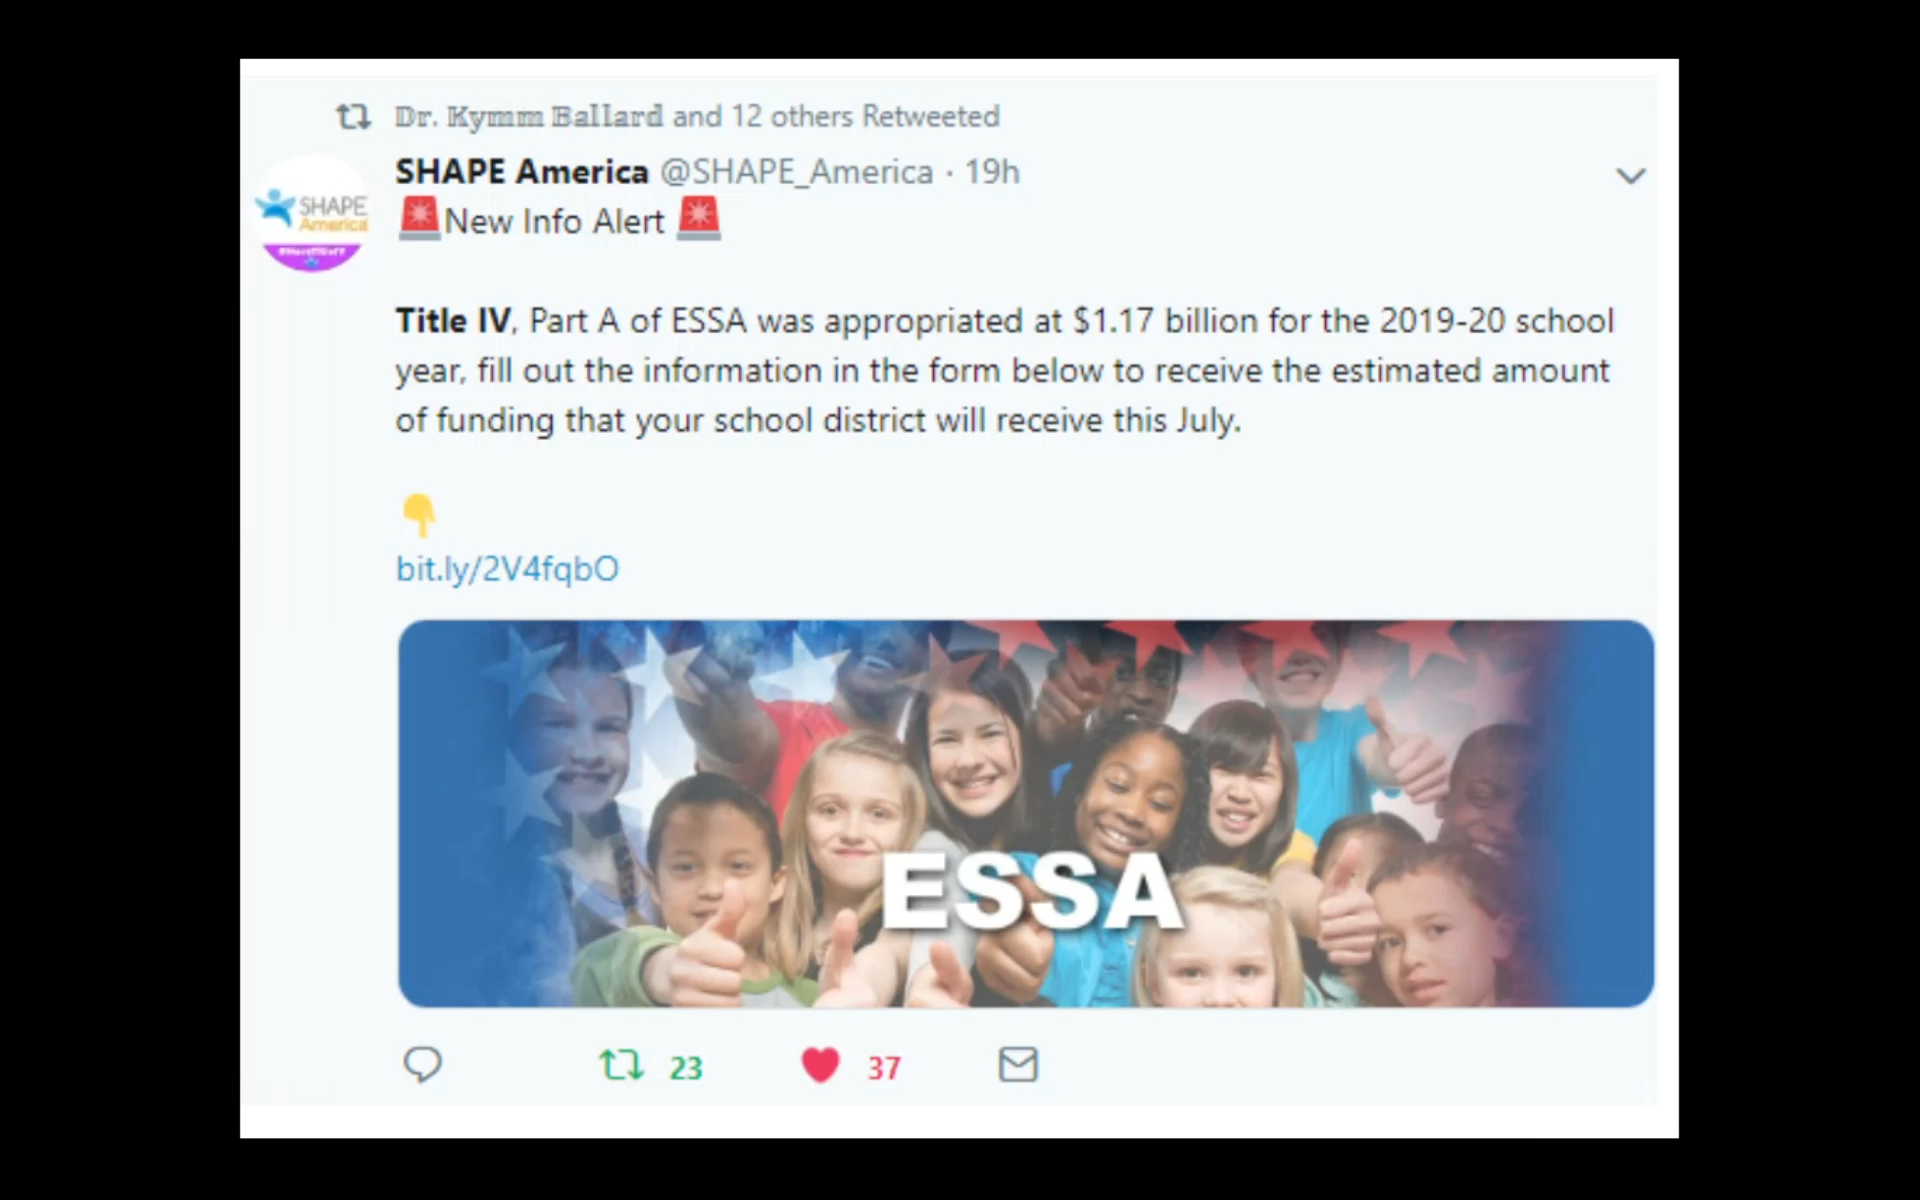 Dr. Kymm Ballard and 12 others Retweeted
SHAPE America @SHAPE_America · 19h
SHAPE
America
🚨New Info Alert 🚨
Title IV, Part A of ESSA was appropriated at $1.17 billion for the 2019-20 school
year, fill out the information in the form below to receive the estimated amount
of funding that your school district will receive this July.
👇
bit.ly/2V4fqbO
ESSA
23
37